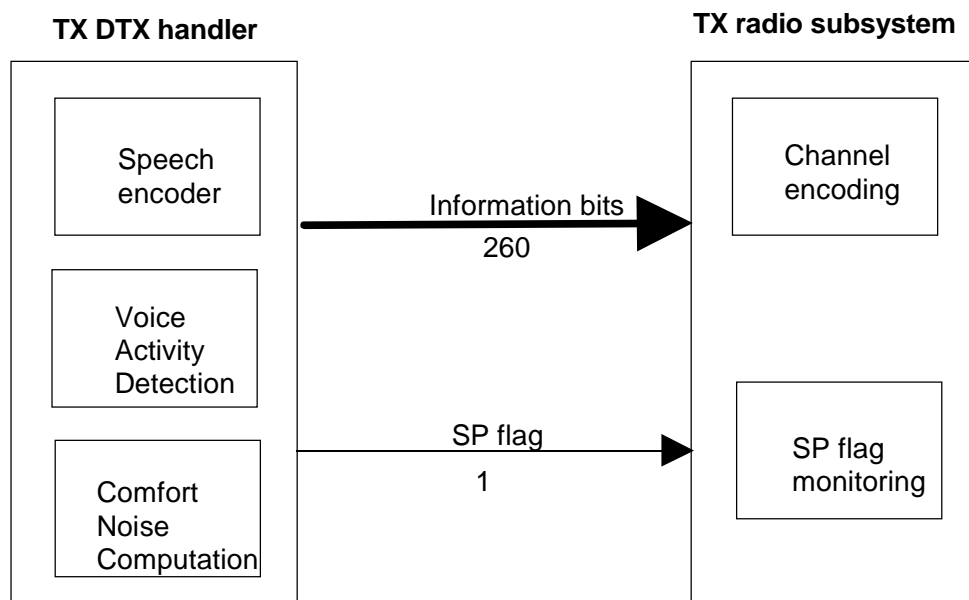 TX DTX handler
TX radio subsystem
Speech
encoder
Channel
encoding
Information bits
260
Voice
Activity
Detection
SP flag
1
SP flag
monitoring
Comfort
Noise
Computation